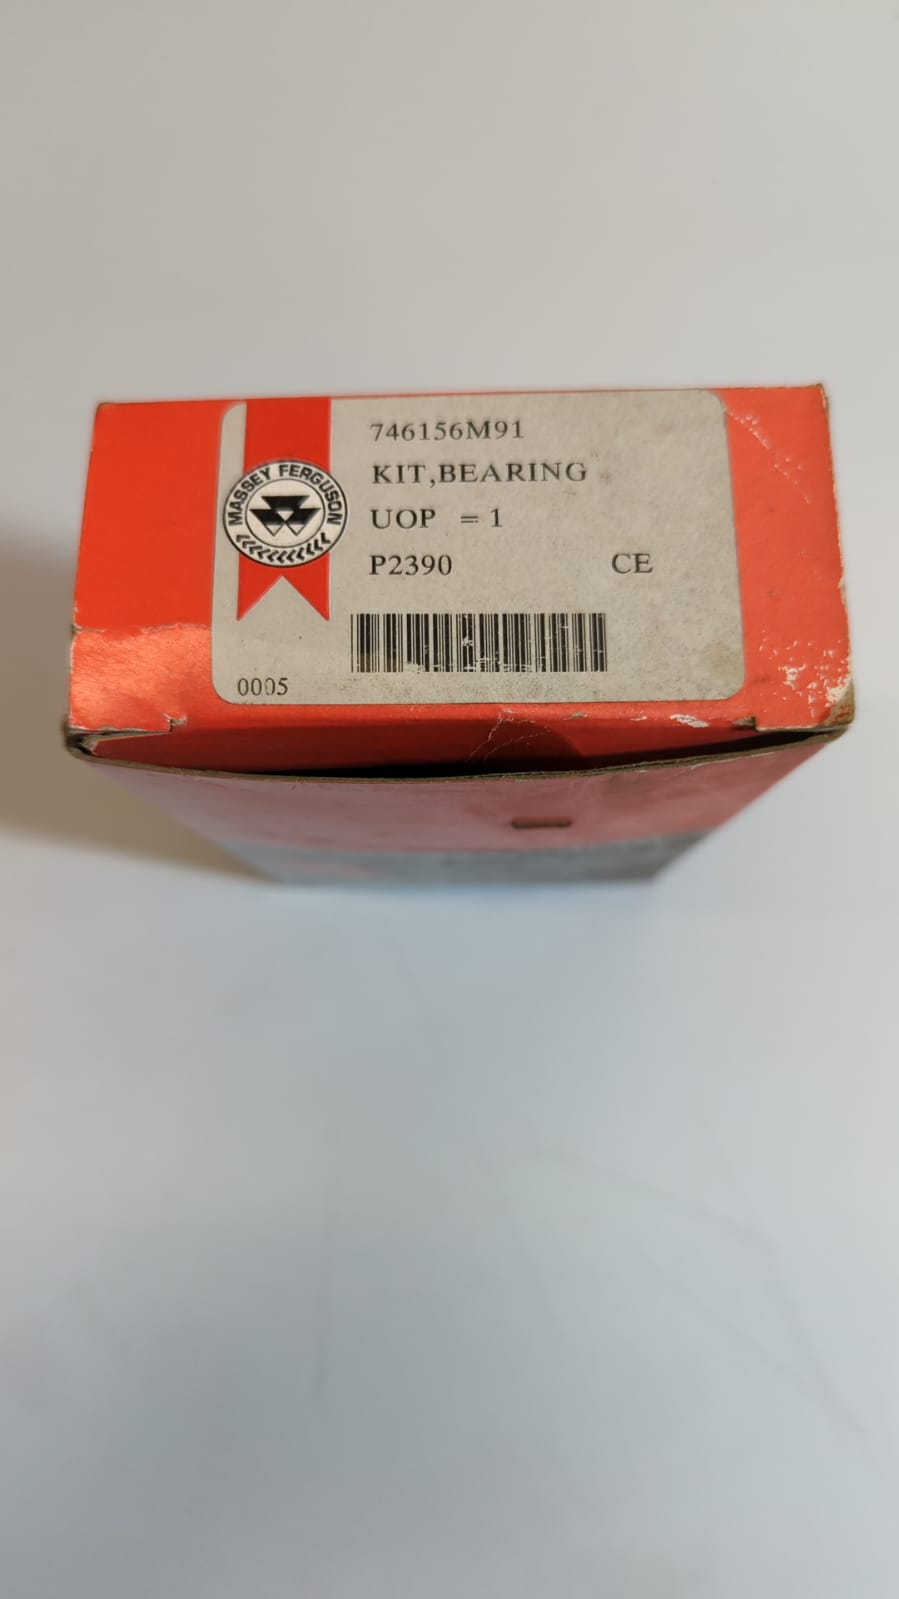 746156M91
KIT,BEARING
MASSEY FERGUSON
UOP = 1
P2390 CE
0005